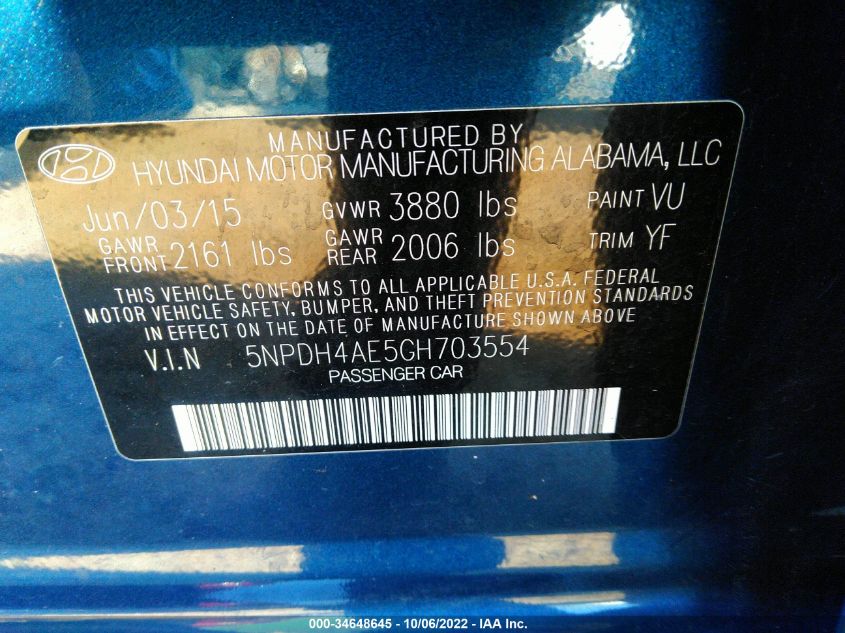 MANUFACTURED BY
HYUNDAI MOTOR MANUFACTURING ALABAMA, LLC
Jun/03/15 GVWR 3880 lbs PAINT VU
GAWR FRONT 2161 lbs GAWR REAR 2006 lbs TRIM YF
THIS VEHICLE CONFORMS TO ALL APPLICABLE U.S.A. FEDERAL
MOTOR VEHICLE SAFETY, BUMPER, AND THEFT PREVENTION STANDARDS
IN EFFECT ON THE DATE OF MANUFACTURE SHOWN ABOVE.
V.I.N 5NPDH4AE5GH703554
PASSENGER CAR
000-34648645 - 10/06/2022 - IAA Inc.